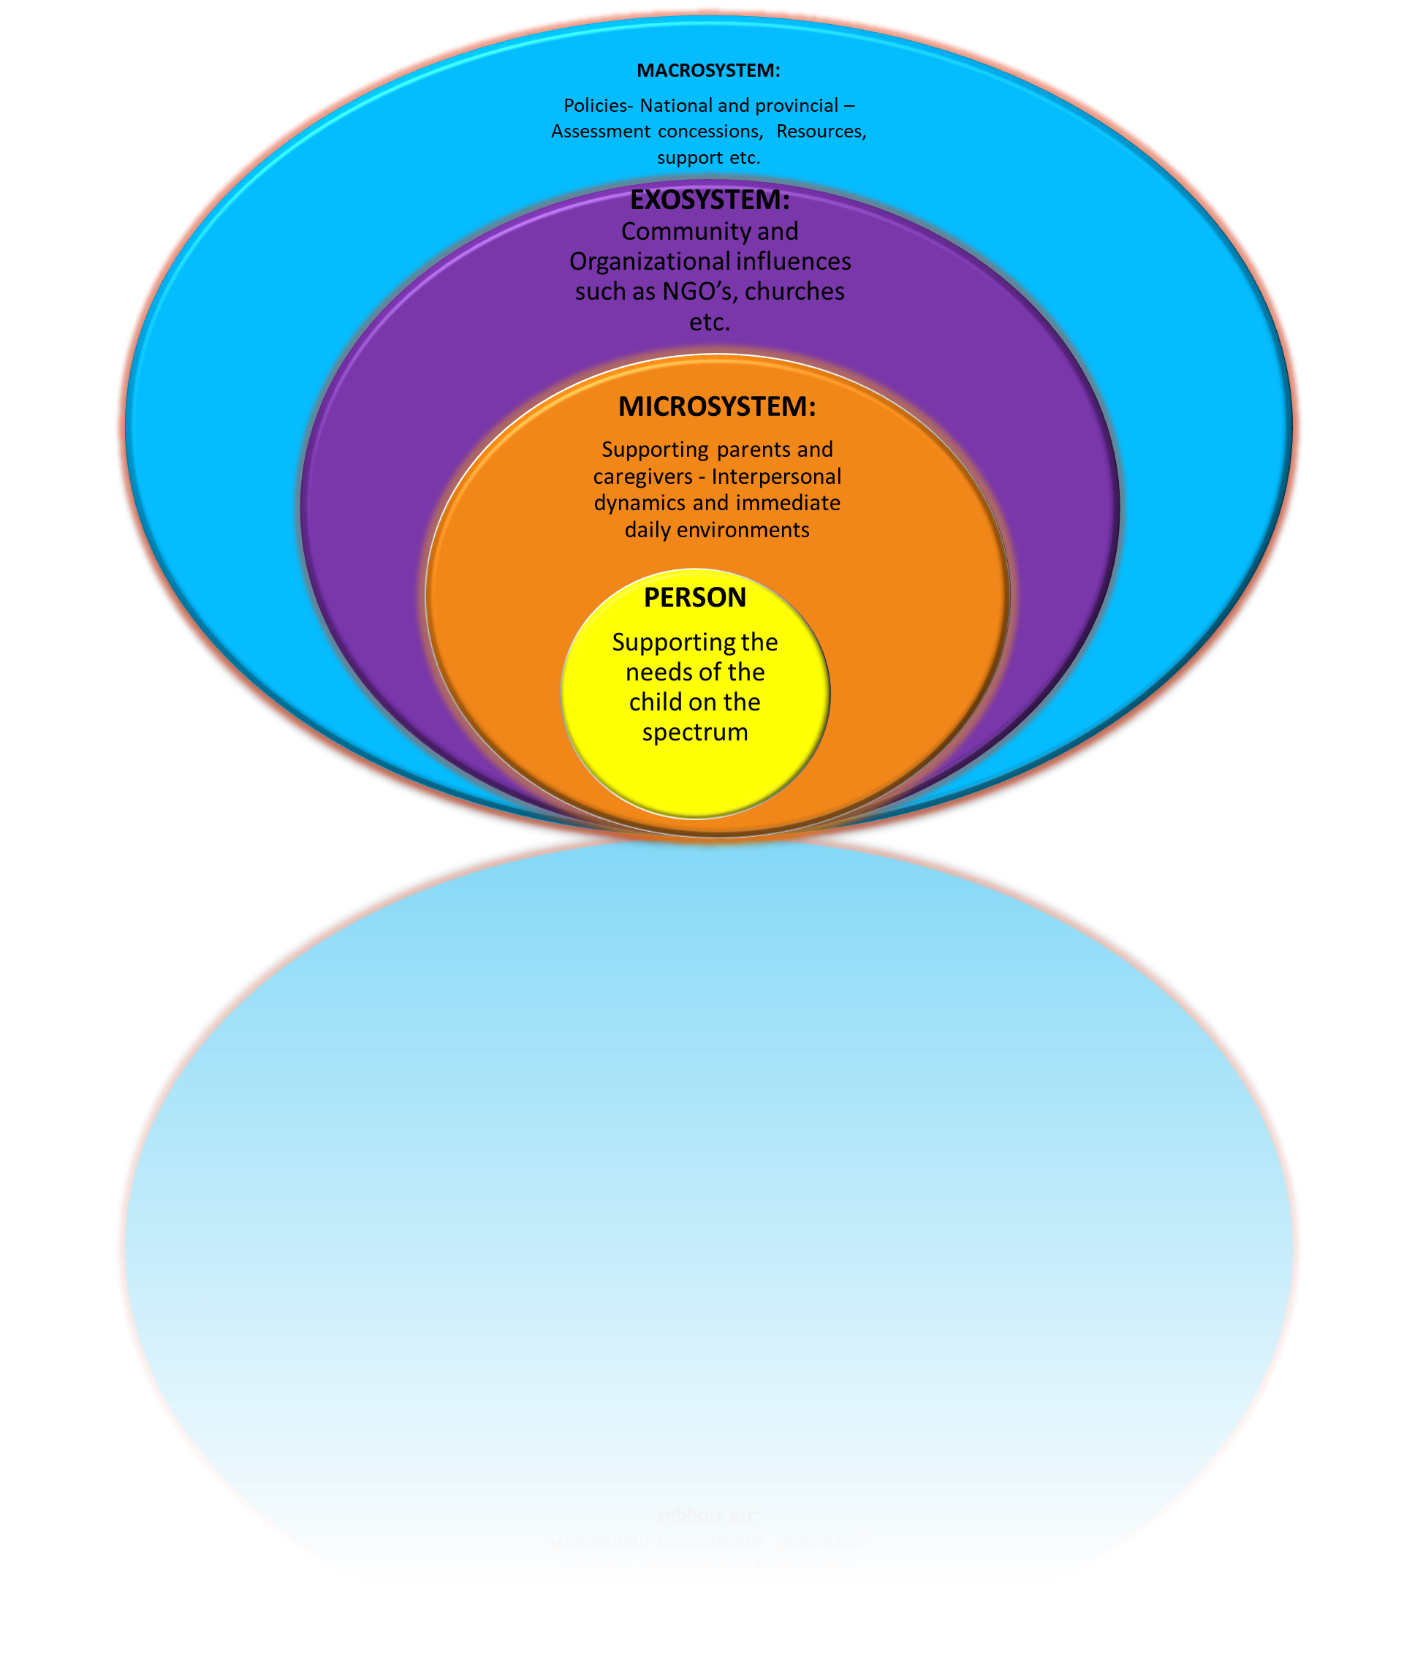 MACROSYSTEM:
Policies- National and provincial –
Assessment concessions, Resources,
support etc.
EXOSYSTEM:
Community and
Organizational influences
such as NGO’s, churches
etc.
MICROSYSTEM:
Supporting parents and
caregivers - Interpersonal
dynamics and immediate
daily environments
PERSON
Supporting the
needs of the
child on the
spectrum